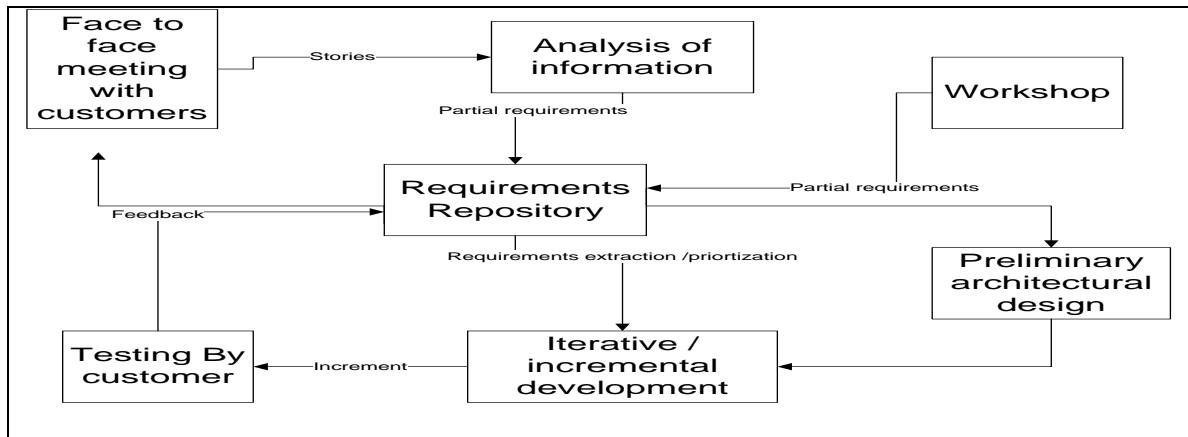 Face to
face
meeting
with
customers
Stories
Analysis of
information
Workshop
Partial requirements
Requirements
Repository
Partial requirements
Feedback
Requirements extraction /priortization
Preliminary
architectural
design
Testing By
customer
Increment
Iterative /
incremental
development